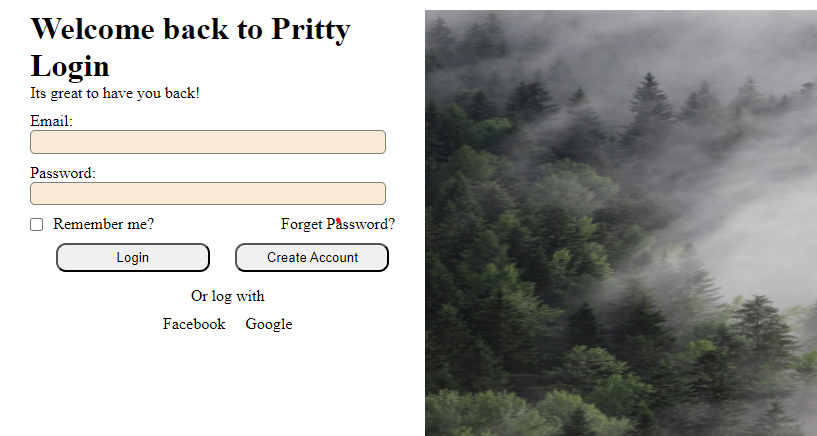 Welcome back to Pritty
Login
Its great to have you back!
Email:
Password:
Remember me? Forget Password?
Login Create Account
Or log with
Facebook Google